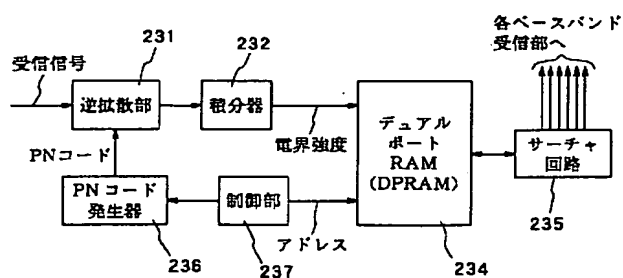 各ベースバンド
受信部へ
231
232
受信信号
逆拡散部
積分器
電界強度
デュアル
ポート
RAM
(DPRAM)
サーチャ
回路
235
PNコード
PNコード
発生器
制御部
アドレス
236
237
234